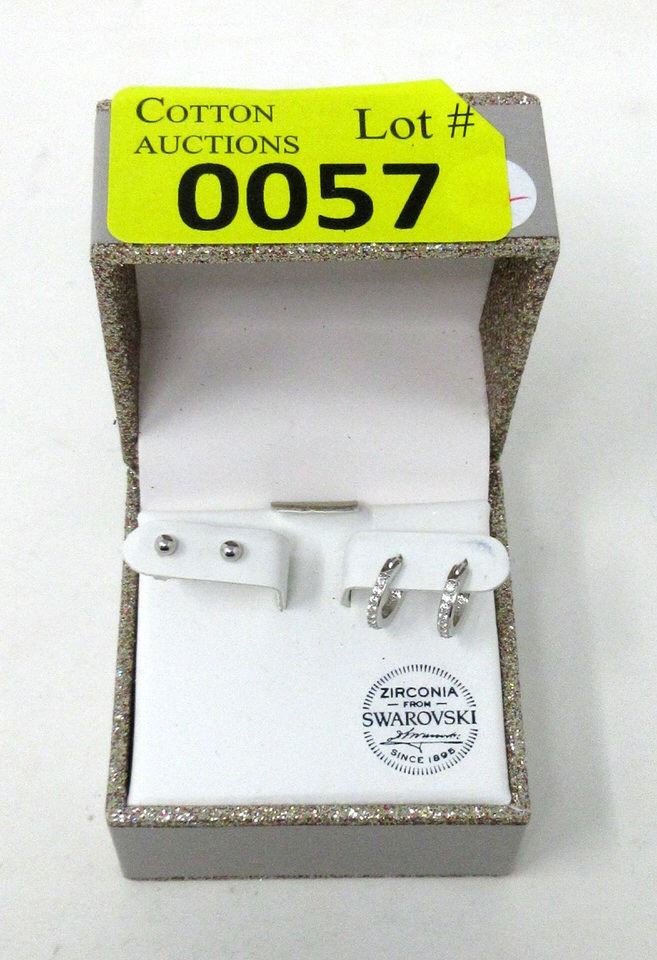 COTTON
AUCTIONS
Lot #
0057
ZIRCONIA
FROM
SWAROVSKI
SINCE 1895